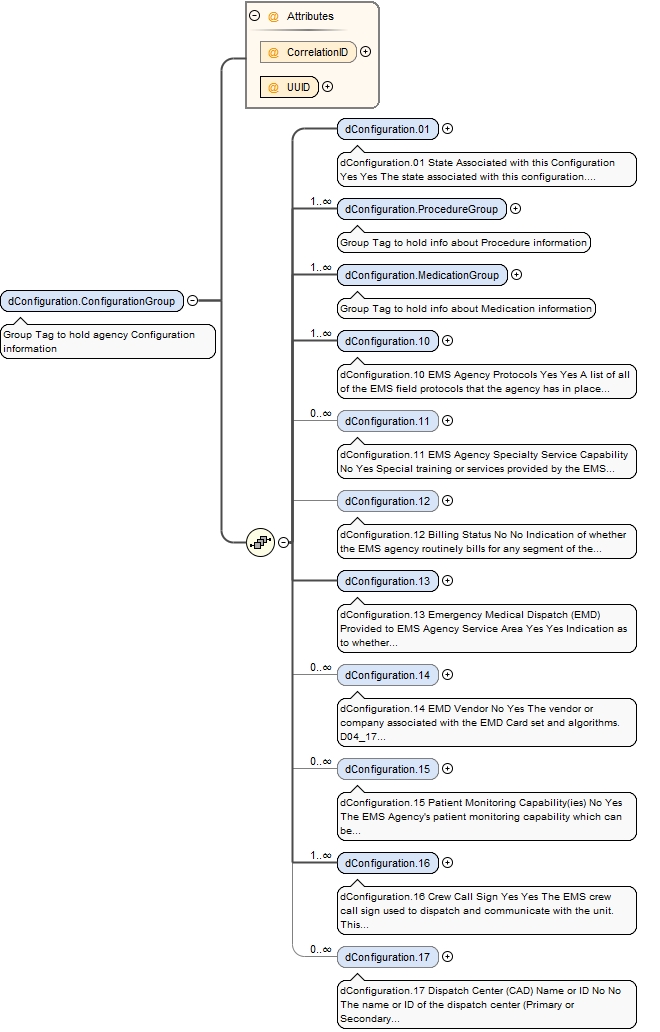 @ Attributes
@ CorrelationID
@ UUID
dConfiguration.01
dConfiguration.01 State Associated with this Configuration
Yes Yes The state associated with this configuration....
1..∞
dConfiguration.ProcedureGroup
Group Tag to hold info about Procedure information
1..∞
dConfiguration.MedicationGroup
dConfiguration.ConfigurationGroup
Group Tag to hold agency Configuration
information
Group Tag to hold info about Medication information
1..∞
dConfiguration.10
dConfiguration.10 EMS Agency Protocols Yes Yes A list of all
of the EMS field protocols that the agency has in place...
0..∞
dConfiguration.11
dConfiguration.11 EMS Agency Specialty Service Capability
No Yes Special training or services provided by the EMS...
dConfiguration.12
dConfiguration.12 Billing Status No No Indication of whether
the EMS agency routinely bills for any segment of the...
dConfiguration.13
dConfiguration.13 Emergency Medical Dispatch (EMD)
Provided to EMS Agency Service Area Yes Yes Indication as
to whether...
0..∞
dConfiguration.14
dConfiguration.14 EMD Vendor No Yes The vendor or
company associated with the EMD Card set and algorithms.
D04_17...
0..∞
dConfiguration.15
dConfiguration.15 Patient Monitoring Capability(ies) No Yes
The EMS Agency's patient monitoring capability which can
be...
1..∞
dConfiguration.16
dConfiguration.16 Crew Call Sign Yes Yes The EMS crew
call sign used to dispatch and communicate with the unit.
This...
0..∞
dConfiguration.17
dConfiguration.17 Dispatch Center (CAD) Name or ID No No
The name or ID of the dispatch center (Primary or
Secondary...